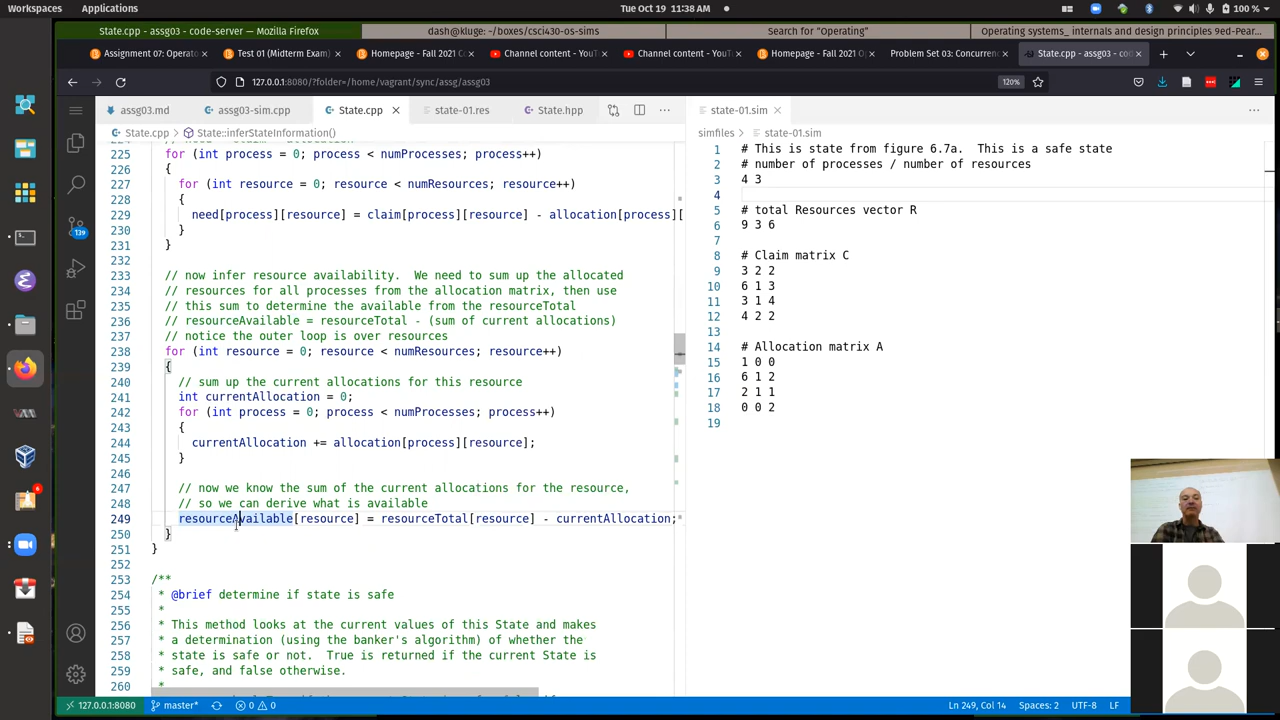 Applications
Places
Tue Oct 19 11:38 AM
100 %
State.cpp - assg03 - code-server — Mozilla Firefox
dash@kluge: ~/boxes/csci430-os-sims
Search for "Operating"
Operating systems_ internals and design principles 9ed-Pear...
Assignment 07: Operato
Test 01 (Midterm Exam)
Homepage - Fall 2021 C
Channel content - YouTu
Channel content - YouTu
Homepage - Fall 2021 O
Problem Set 03: Concurrenc
State.cpp - assg03 - cod
127.0.0.1:8080/?folder=/home/vagrant/sync/assg/assg03
120%
assg03.md
assg03-sim.cpp
State.cpp
state-01.res
State.hpp
state-01.sim
State.cpp > State::inferStateInformation()
simfiles > state-01.sim
225 for (int process = 0; process < numProcesses; process++)
226 {
227 for (int resource = 0; resource < numResources; resource++)
228 {
229 need[process][resource] = claim[process][resource] - allocation[process][
230 }
231 }
232
233 // now infer resource availability.  We need to sum up the allocated
234 // resources for all processes from the allocation matrix, then use
235 // this sum to determine the available from the resourceTotal
236 // resourceAvailable = resourceTotal - (sum of current allocations)
237 // notice the outer loop is over resources
238 for (int resource = 0; resource < numResources; resource++)
239 {
240 // sum up the current allocations for this resource
241 int currentAllocation = 0;
242 for (int process = 0; process < numProcesses; process++)
243 {
244 currentAllocation += allocation[process][resource];
245 }
246
247 // now we know the sum of the current allocations for the resource,
248 // so we can derive what is available
249 resourceAvailable[resource] = resourceTotal[resource] - currentAllocation;
250 }
251 }
252
253 /**
254 * @brief determine if state is safe
255 *
256 * This method looks at the current values of this State and makes
257 * a determination (using the banker's algorithm) of whether the
258 * state is safe or not.  True is returned if the current State is
259 * safe, and false otherwise.
260 *
1 # This is state from figure 6.7a.  This is a safe state
2 # number of processes / number of resources
3 4 3
4
5 # total Resources vector R
6 9 3 6
7
8 # Claim matrix C
9 3 2 2
10 6 1 3
11 3 1 4
12 4 2 2
13
14 # Allocation matrix A
15 1 0 0
16 6 1 2
17 2 1 1
18 0 0 2
19
139
6
127.0.0.1:8080
master*
0
0
Ln 249, Col 14
Spaces: 2
UTF-8
LF